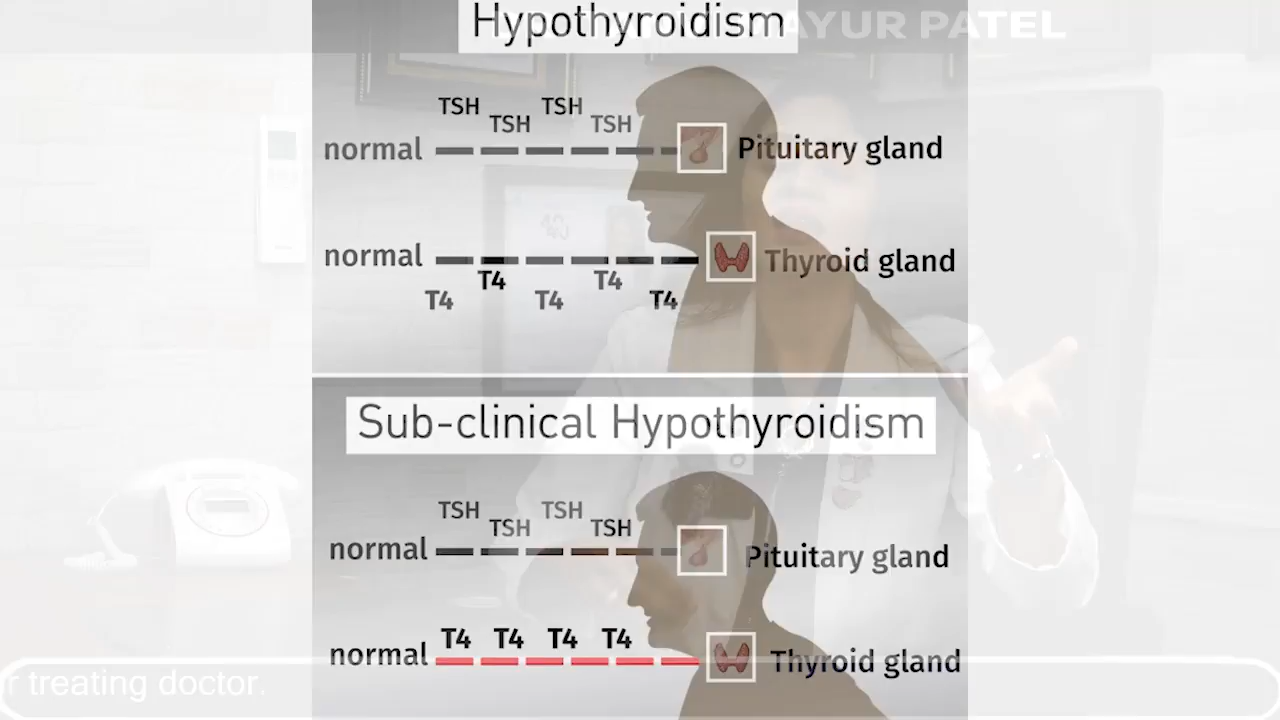 Hypothyroidism
AYUR PATEL
TSH TSH TSH TSH
normal
Pituitary gland
normal
Thyroid gland
T4 T4 T4 T4 T4
Sub-clinical Hypothyroidism
TSH TSH TSH TSH
normal
Pituitary gland
T4 T4 T4 T4
normal
Thyroid gland
r treating doctor.